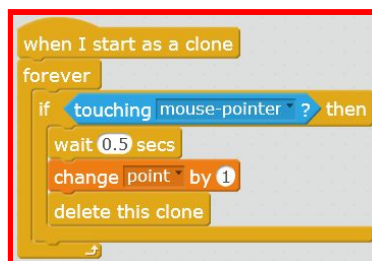 when I start as a clone
forever
if touching mouse-pointer ? then
wait 0.5 secs
change point by 1
delete this clone